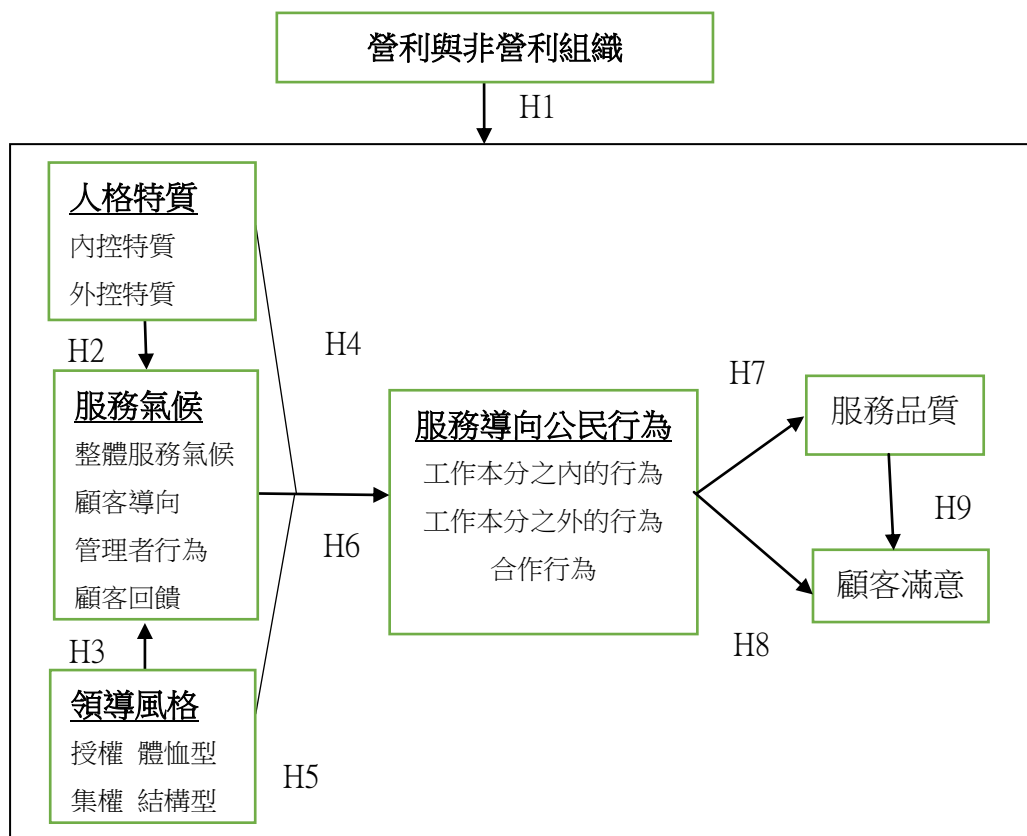 營利與非營利組織
H1
人格特質
內控特質
外控特質
H2
H4
服務氣候
整體服務氣候
顧客導向
管理者行為
顧客回饋
H3
H6
領導風格
授權 體恤型
集權 結構型
H5
服務導向公民行為
工作本分之內的行為
工作本分之外的行為
合作行為
H7
服務品質
H9
H8
顧客滿意